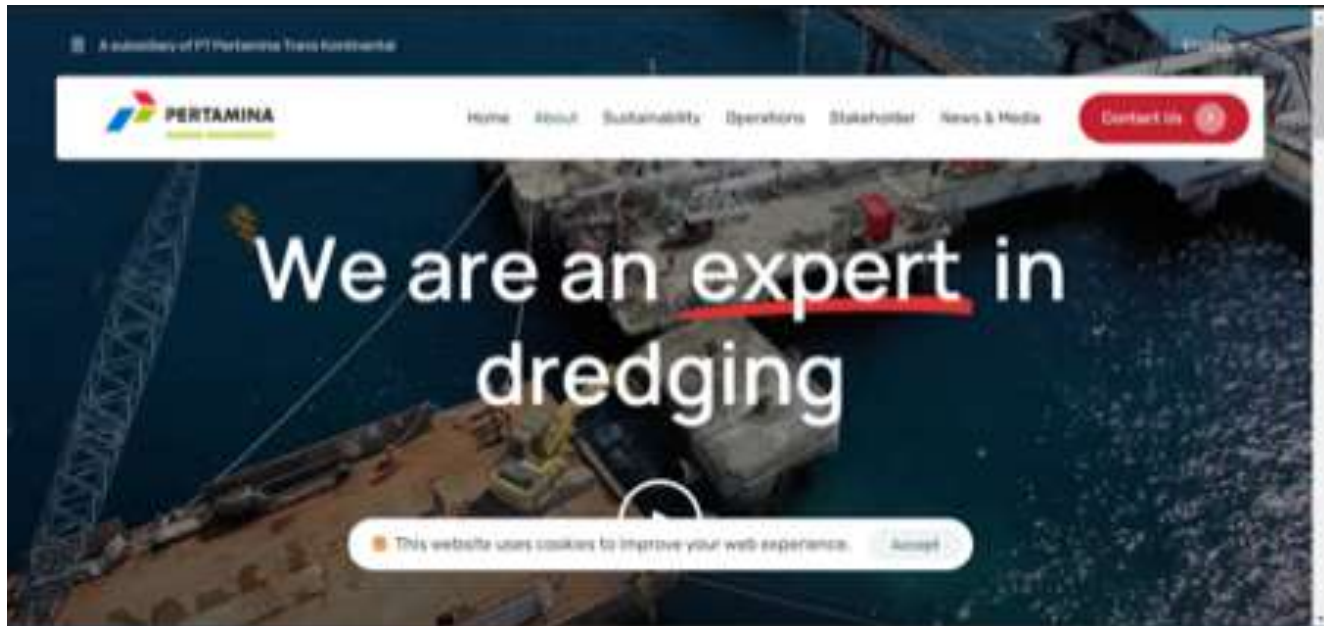 A subsidiary of PT Pertamina Trans Kontinental
PERTAMINA
Home About Sustainability Operations Stakeholder News & Media Contact Us
We are an expert in
dredging
This website uses cookies to improve your web experience. Accept